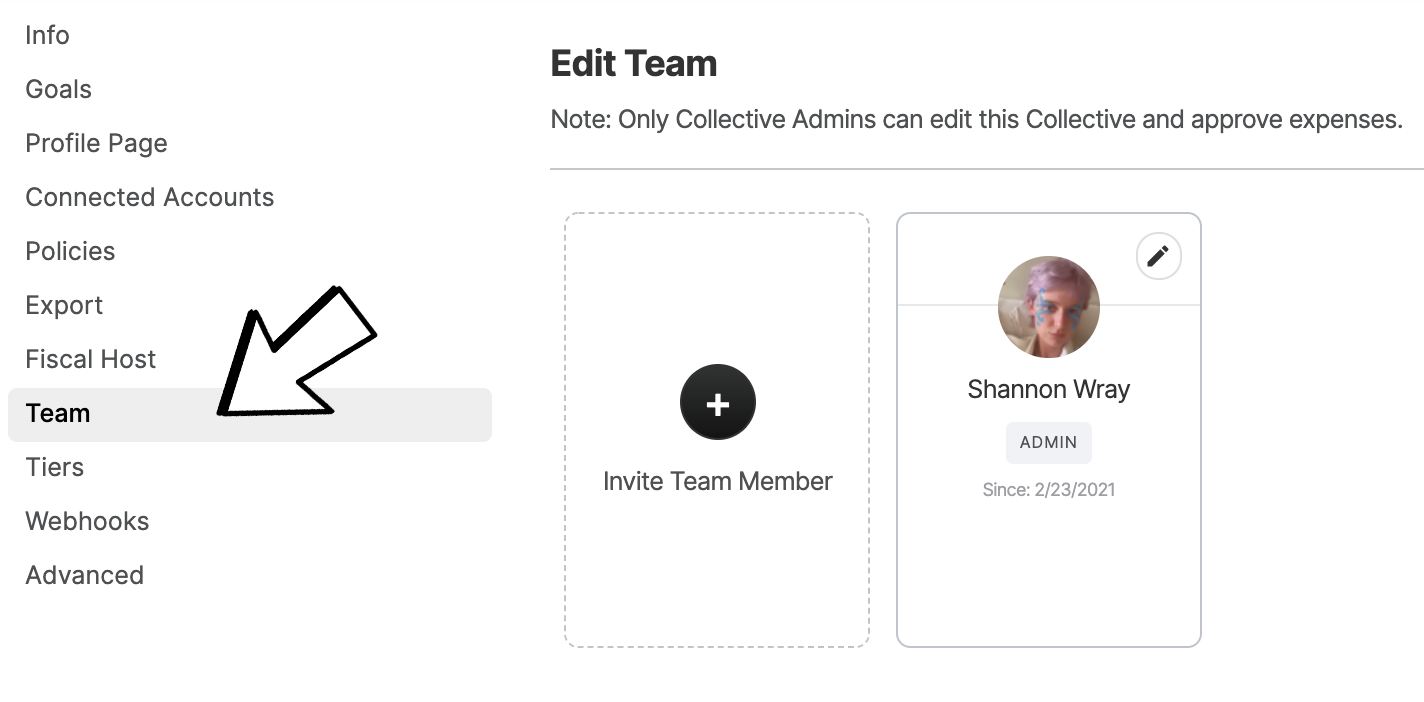 Info
Goals
Profile Page
Connected Accounts
Policies
Export
Fiscal Host
Team
Tiers
Webhooks
Advanced
Edit Team
Note: Only Collective Admins can edit this Collective and approve expenses.
Invite Team Member
Shannon Wray
ADMIN
Since: 2/23/2021